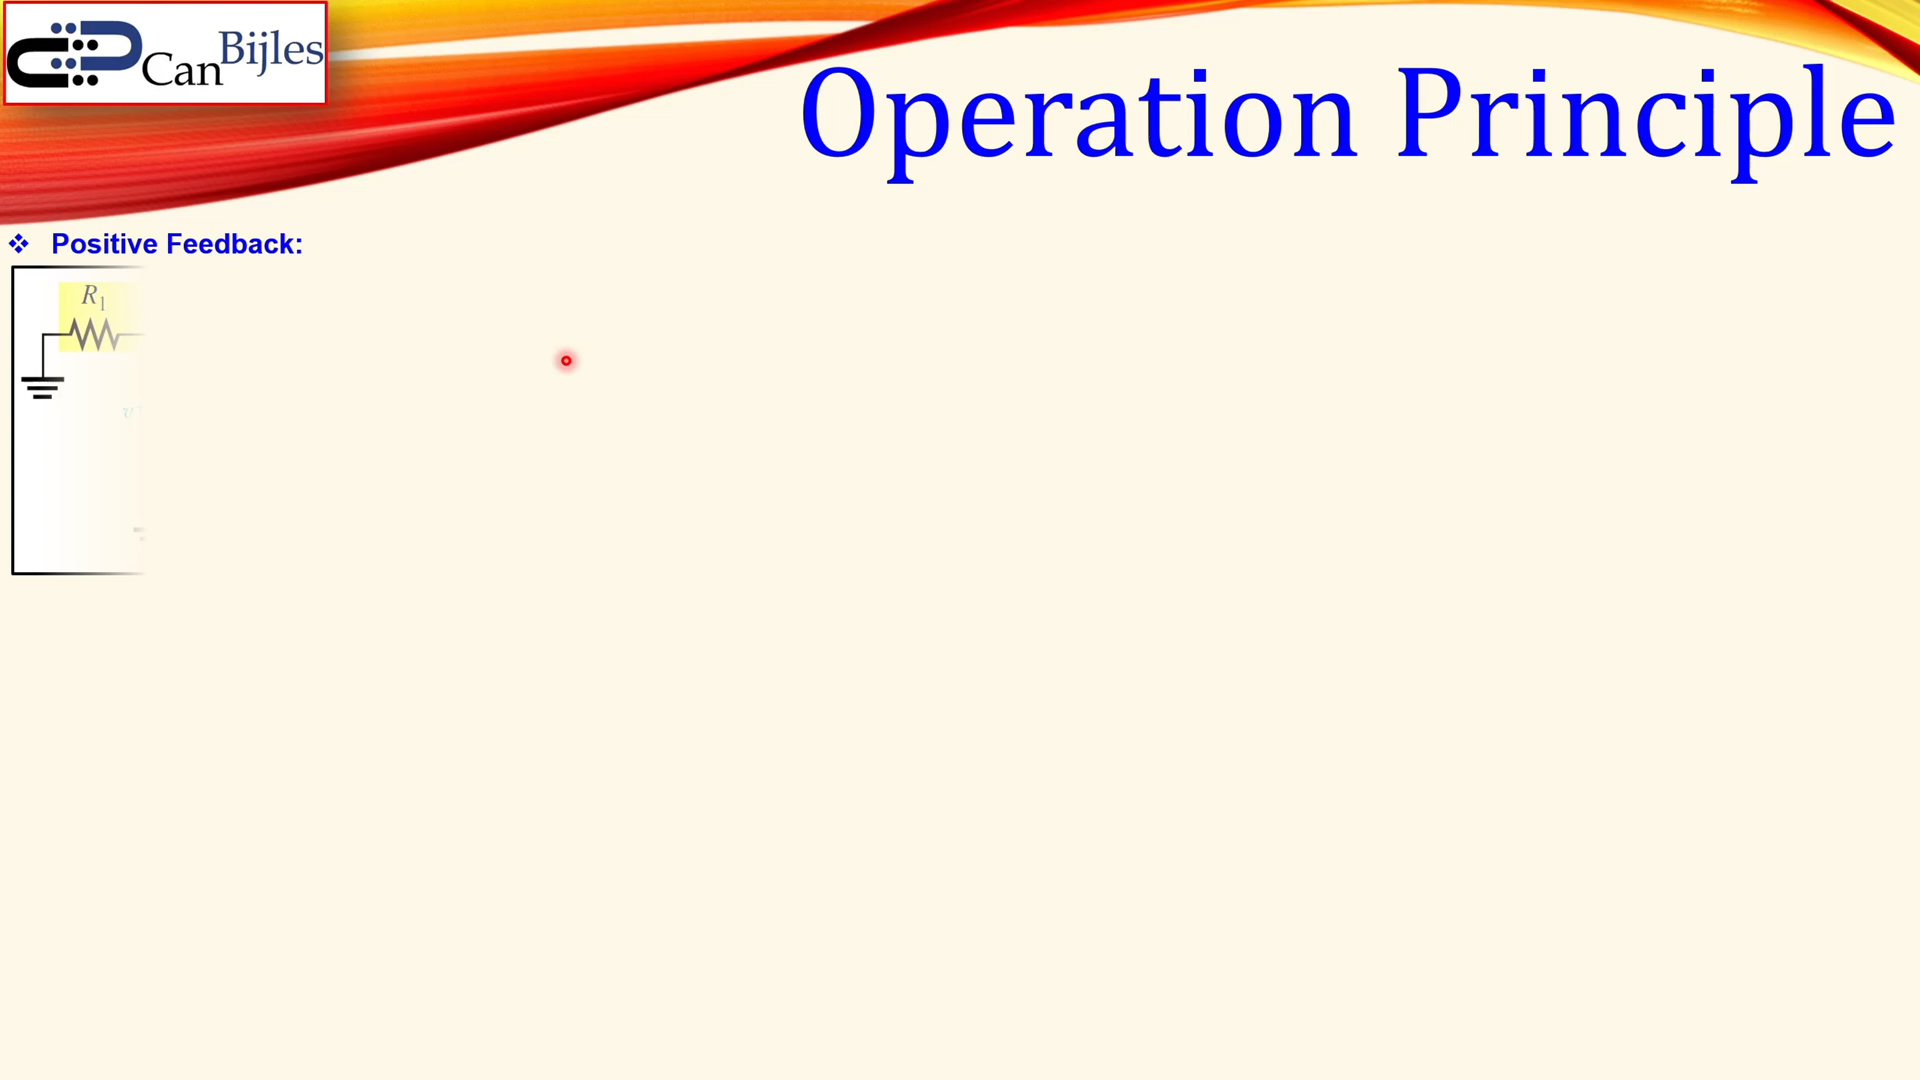 Can Bijles
Operation Principle
❖ Positive Feedback:
R1
v